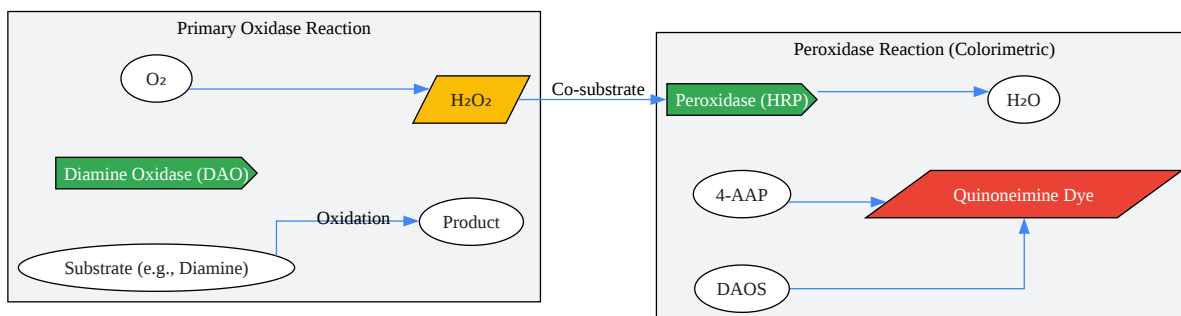 Primary Oxidase Reaction
O₂
H₂O₂
Diamine Oxidase (DAO)
Oxidation
Product
Substrate (e.g., Diamine)
Co-substrate
Peroxidase Reaction (Colorimetric)
Peroxidase (HRP)
H₂O
4-AAP
Quinoneimine Dye
DAOS